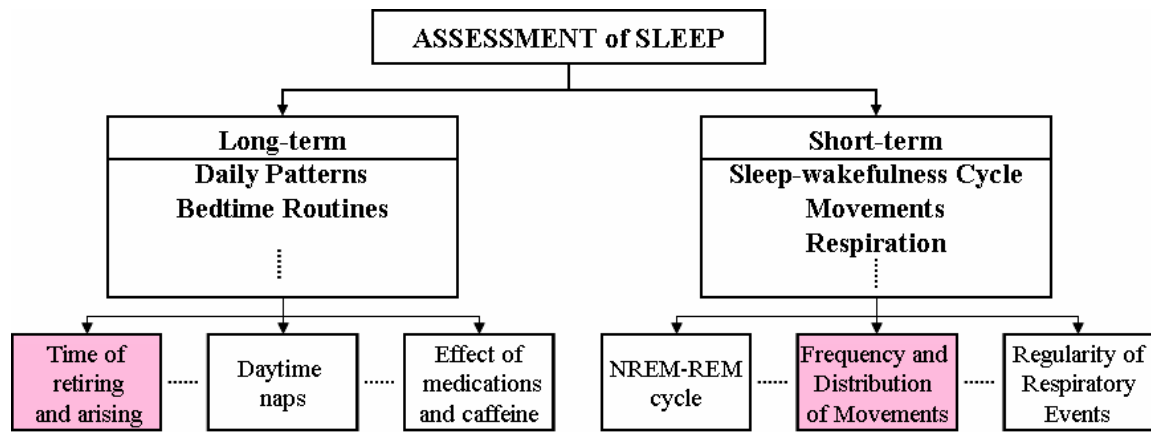 ASSESSMENT of SLEEP
Long-term
Daily Patterns
Bedtime Routines
Short-term
Sleep-wakefulness Cycle
Movements
Respiration
Time of
retiring
and arising
Daytime
naps
Effect of
medications
and caffeine
NREM-REM
cycle
Frequency and
Distribution
of Movements
Regularity of
Respiratory
Events